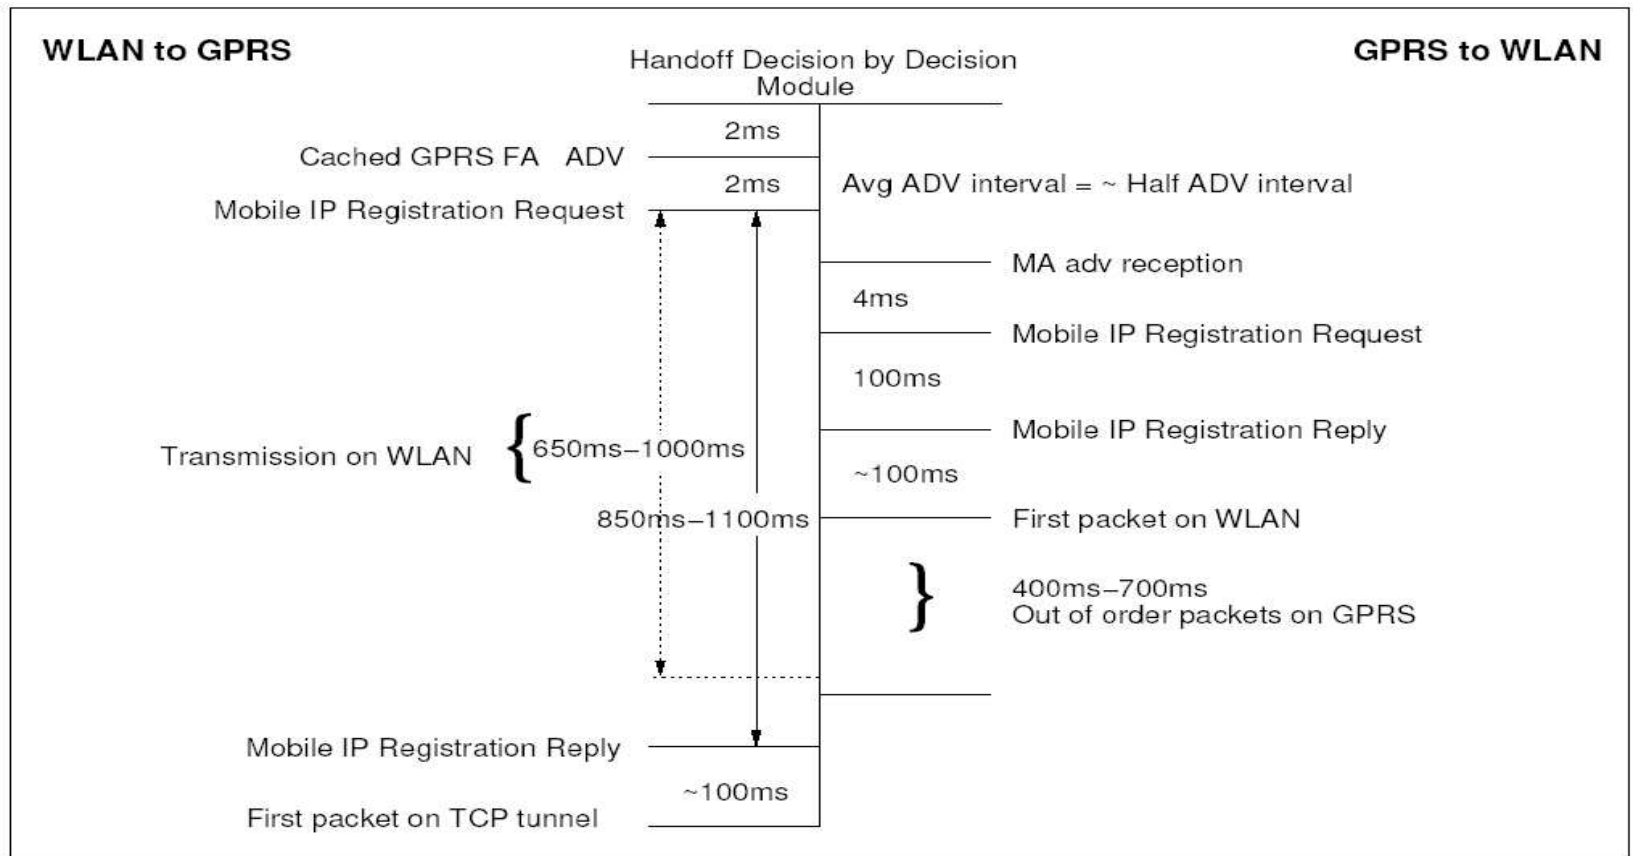 WLAN to GPRS
GPRS to WLAN
Handoff Decision by Decision
Module
2ms
Cached GPRS FA ADV
2ms
Avg ADV interval = ~ Half ADV interval
Mobile IP Registration Request
MA adv reception
4ms
Mobile IP Registration Request
100ms
Mobile IP Registration Reply
Transmission on WLAN
{
650ms–1000ms
~100ms
850ms–1100ms
First packet on WLAN
}
400ms–700ms
Out of order packets on GPRS
Mobile IP Registration Reply
~100ms
First packet on TCP tunnel